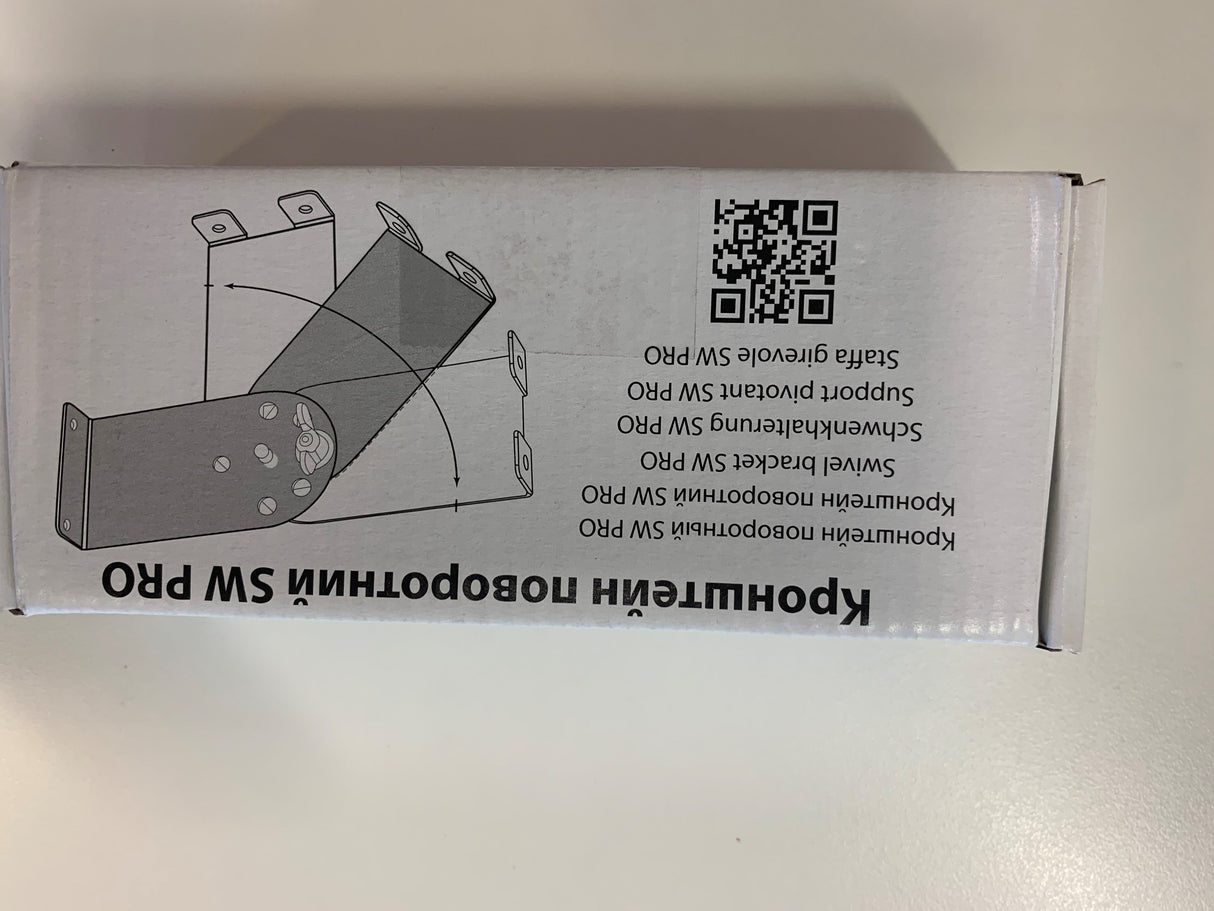 Кронштейн поворотний SW PRO
Кронштейн поворотный SW PRO
Кронштейн поворотний SW PRO
Swivel bracket SW PRO
Schwenkhalterung SW PRO
Support pivotant SW PRO
Staffa girevole SW PRO